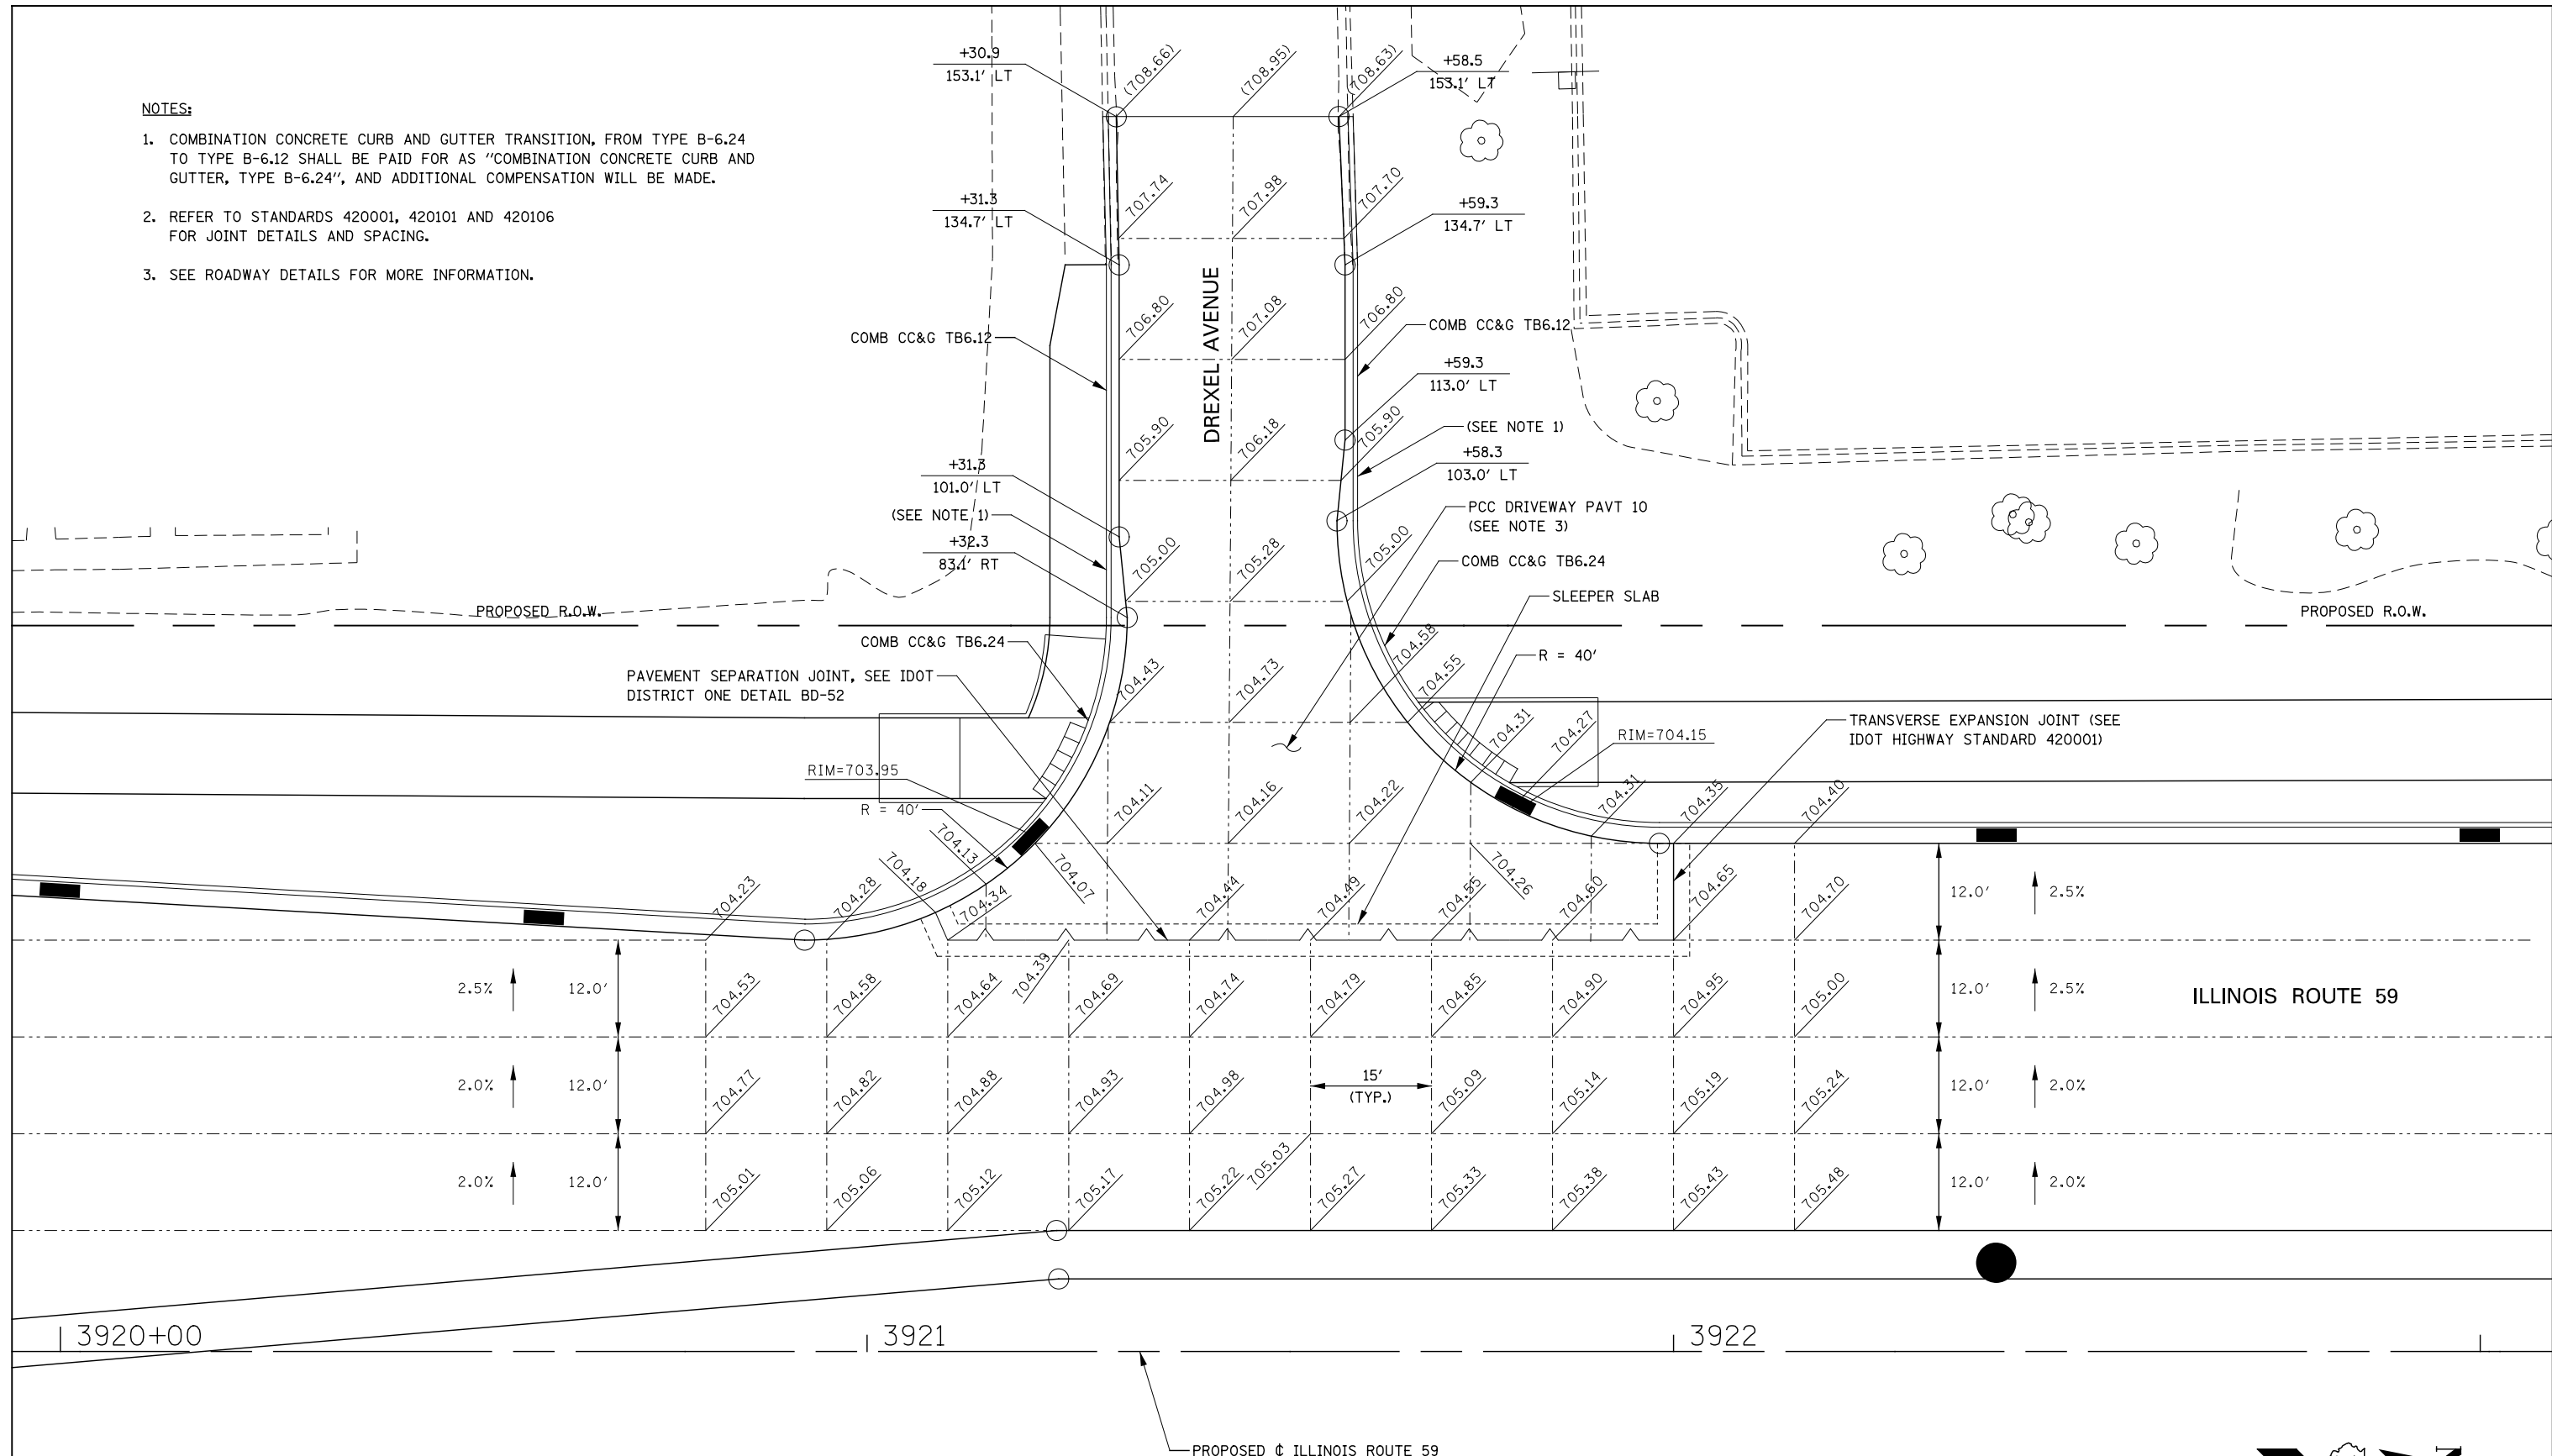 NOTES:
1. COMBINATION CONCRETE CURB AND GUTTER TRANSITION, FROM TYPE B-6.24
TO TYPE B-6.12 SHALL BE PAID FOR AS "COMBINATION CONCRETE CURB AND
GUTTER, TYPE B-6.24", AND ADDITIONAL COMPENSATION WILL BE MADE.
2. REFER TO STANDARDS 420001, 420101 AND 420106
FOR JOINT DETAILS AND SPACING.
3. SEE ROADWAY DETAILS FOR MORE INFORMATION.
+30.9
153.1' LT
(708.66)
(708.95)
(708.63)
+58.5
153.1' LT
+31.3
134.7' LT
707.74
707.98
707.70
+59.3
134.7' LT
DREXEL AVENUE
COMB CC&G TB6.12
706.80
707.08
706.80
COMB CC&G TB6.12
+59.3
113.0' LT
705.90
706.18
705.90
(SEE NOTE 1)
+31.3
101.0' LT
+58.3
103.0' LT
(SEE NOTE 1)
PCC DRIVEWAY PAVT 10
(SEE NOTE 3)
+32.3
83.1' RT
705.00
705.28
705.00
COMB CC&G TB6.24
SLEEPER SLAB
PROPOSED R.O.W.
PROPOSED R.O.W.
COMB CC&G TB6.24
704.43
704.73
704.58
704.55
R = 40'
PAVEMENT SEPARATION JOINT, SEE IDOT
DISTRICT ONE DETAIL BD-52
704.31
704.27
RIM=704.15
TRANSVERSE EXPANSION JOINT (SEE
IDOT HIGHWAY STANDARD 420001)
RIM=703.95
R = 40'
704.11
704.16
704.22
704.31
704.35
704.40
704.13
704.18
704.07
704.26
704.23
704.28
704.34
704.44
704.49
704.55
704.60
704.65
704.70
12.0'
2.5%
2.5%
12.0'
704.53
704.58
704.64
704.39
704.69
704.74
704.79
704.85
704.90
704.95
705.00
12.0'
2.5%
ILLINOIS ROUTE 59
2.0%
12.0'
704.77
704.82
704.88
704.93
704.98
15'
(TYP.)
705.09
705.14
705.19
705.24
12.0'
2.0%
2.0%
12.0'
705.01
705.06
705.12
705.17
705.22
705.03
705.27
705.33
705.38
705.43
705.48
12.0'
2.0%
3920+00
3921
3922
PROPOSED ℄ ILLINOIS ROUTE 59